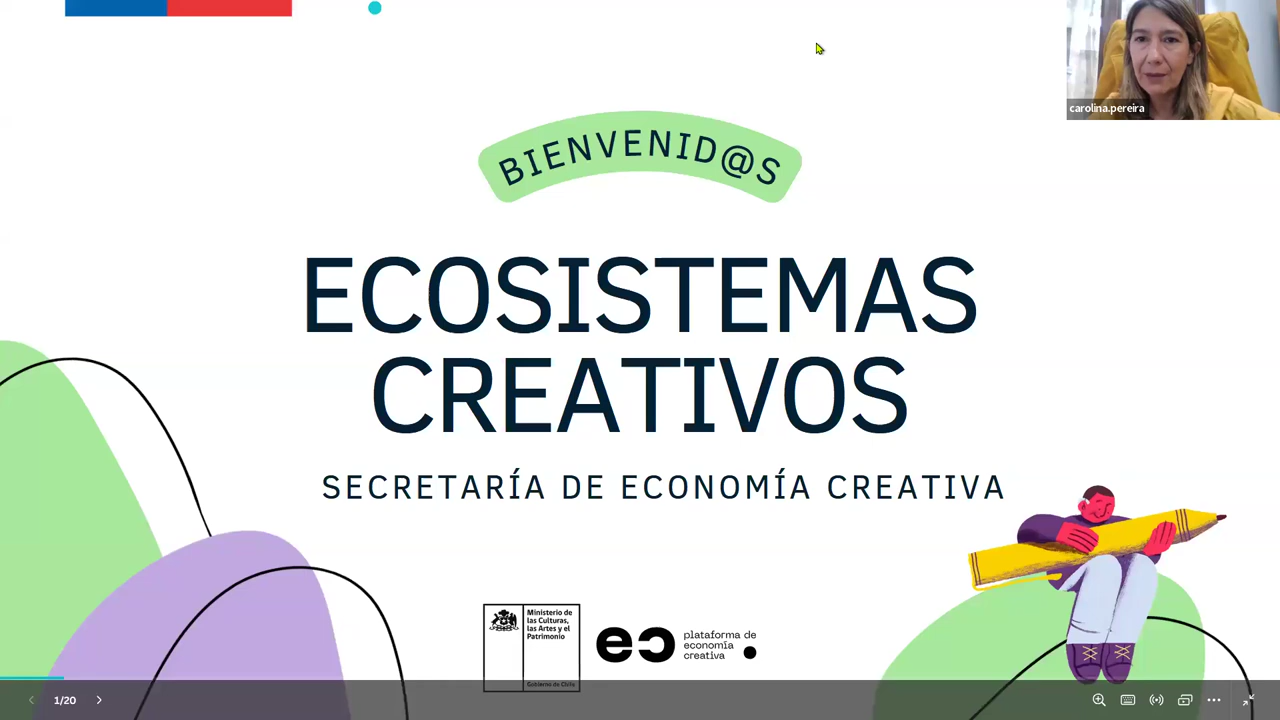 carolina.pereira
BIENVENID@S
ECOSISTEMAS
CREATIVOS
SECRETARÍA DE ECONOMÍA CREATIVA
Ministerio de
las Culturas,
las Artes y el
Patrimonio
Gobierno de Chile
ec
plataforma de
economía
creativa
1/20